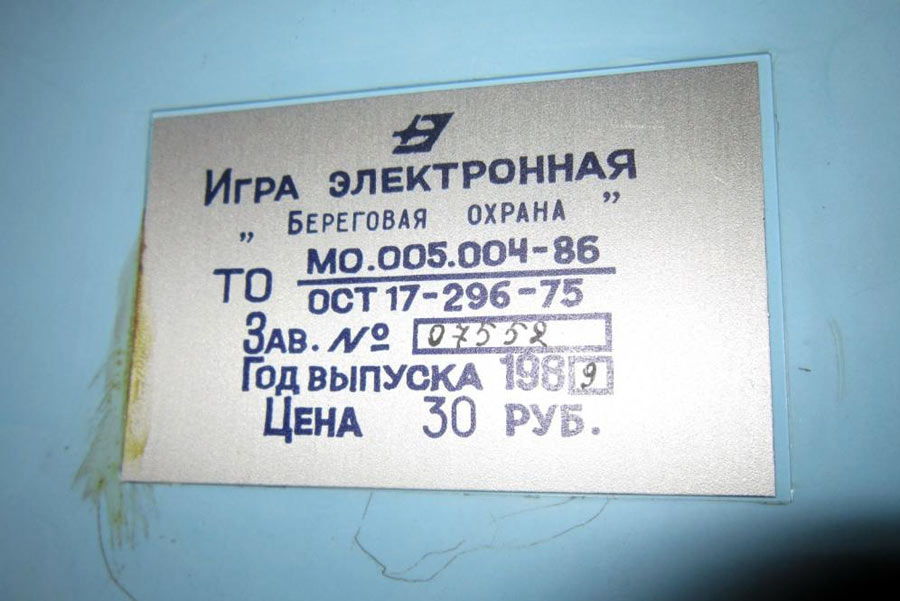 Игра электронная
„ Береговая охрана ”
ТО МО.005.004-86
ОСТ 17-296-75
Зав. № 07552
Год выпуска 1989
Цена 30 руб.